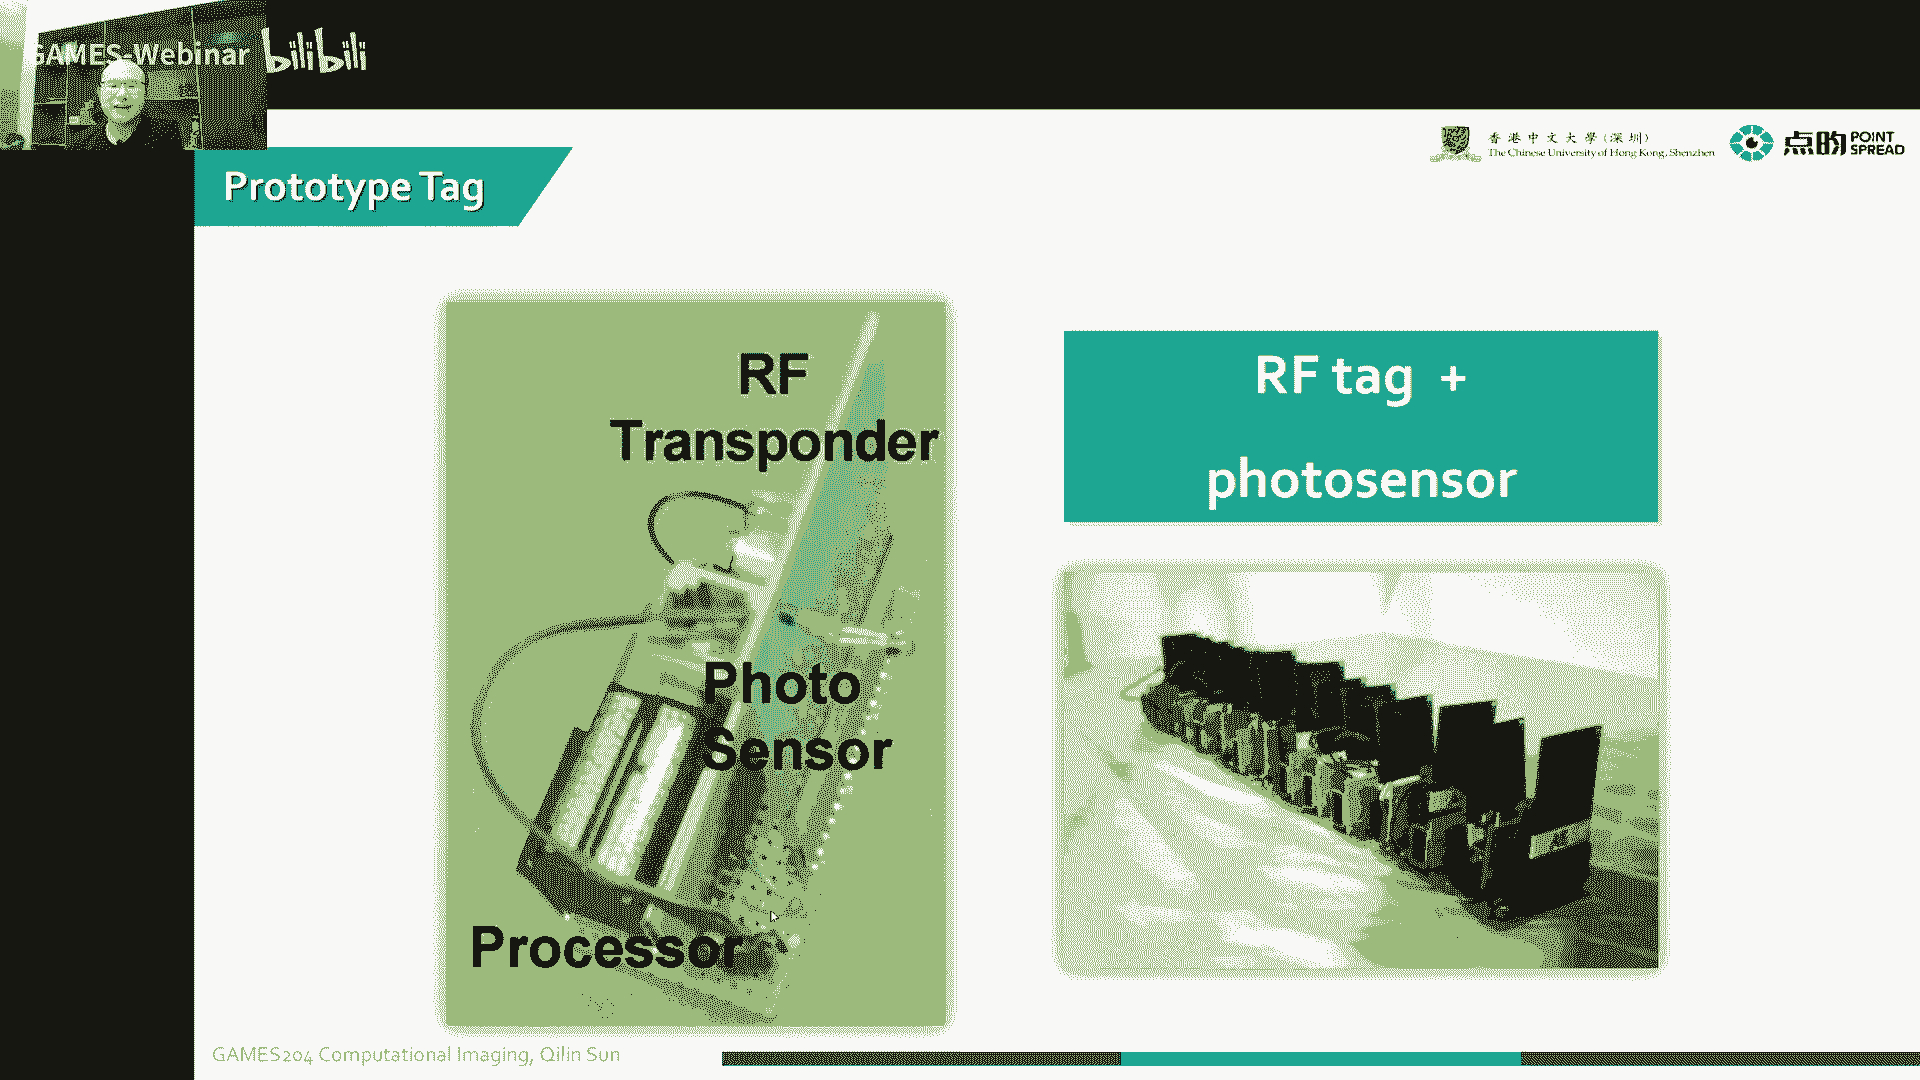 GAMES-Webinar bilibili
香港中文大學(深圳)
The Chinese University of Hong Kong, Shenzhen
点昀 POINT
SPREAD
Prototype Tag
RF
Transponder
Photo
Sensor
Processor
RF tag +
photosensor
GAMES204 Computational Imaging, Qilin Sun